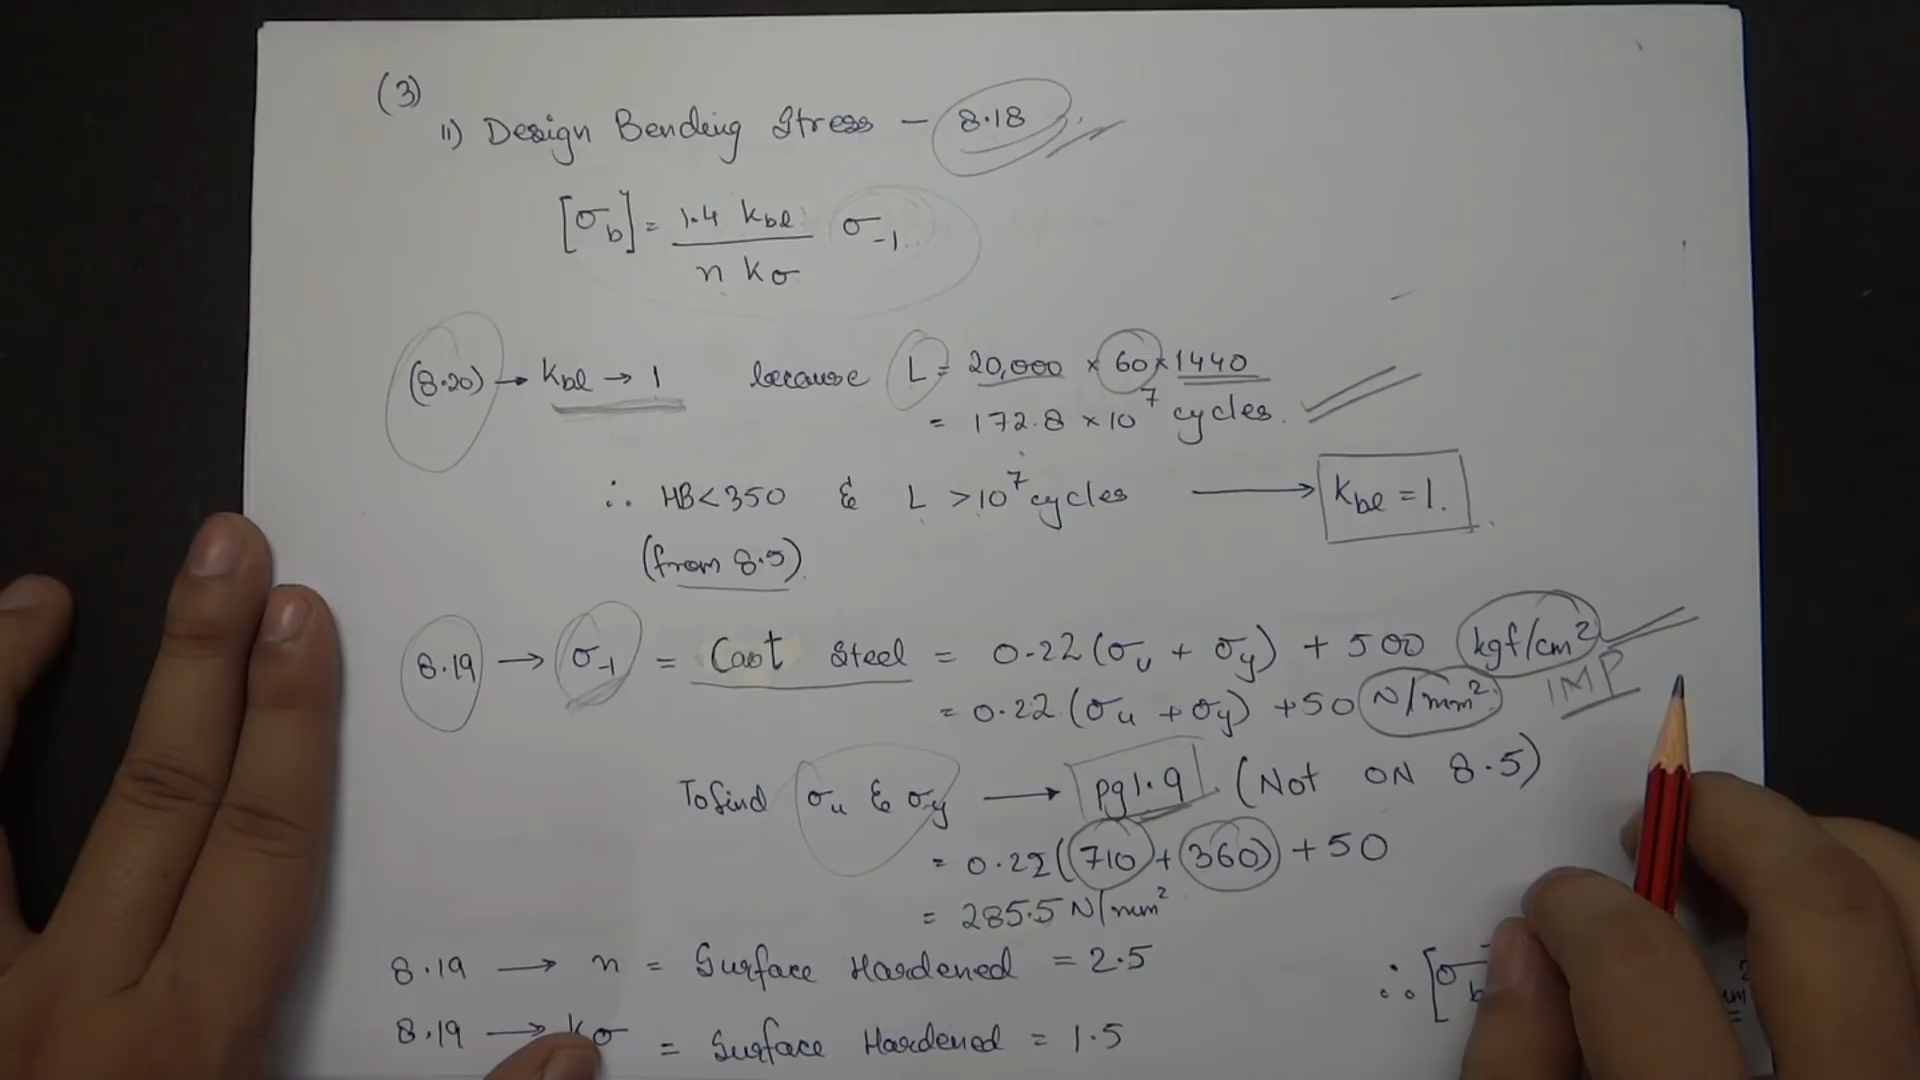 (3)
ii) Design Bending Stress – 8.18
[σb] = 1.4 kbl / n kσ σ-1
(8.20) → kbl → 1 because L = 20,000 × 60 × 1440
= 172.8 × 10⁷ cycles.
∴ HB < 350 & L > 10⁷ cycles → kbl = 1.
(from 8.5)
8.19 → σ-1 = Cast Steel = 0.22 (σu + σy) + 500 kgf/cm²
= 0.22 (σu + σy) + 50 N/mm². IMP
To find σu & σy → pg 1.9 (Not ON 8.5)
= 0.22 (710 + 360) + 50
= 285.5 N/mm²
8.19 → n = Surface Hardened = 2.5
8.19 → kσ = Surface Hardened = 1.5
∴ [σb